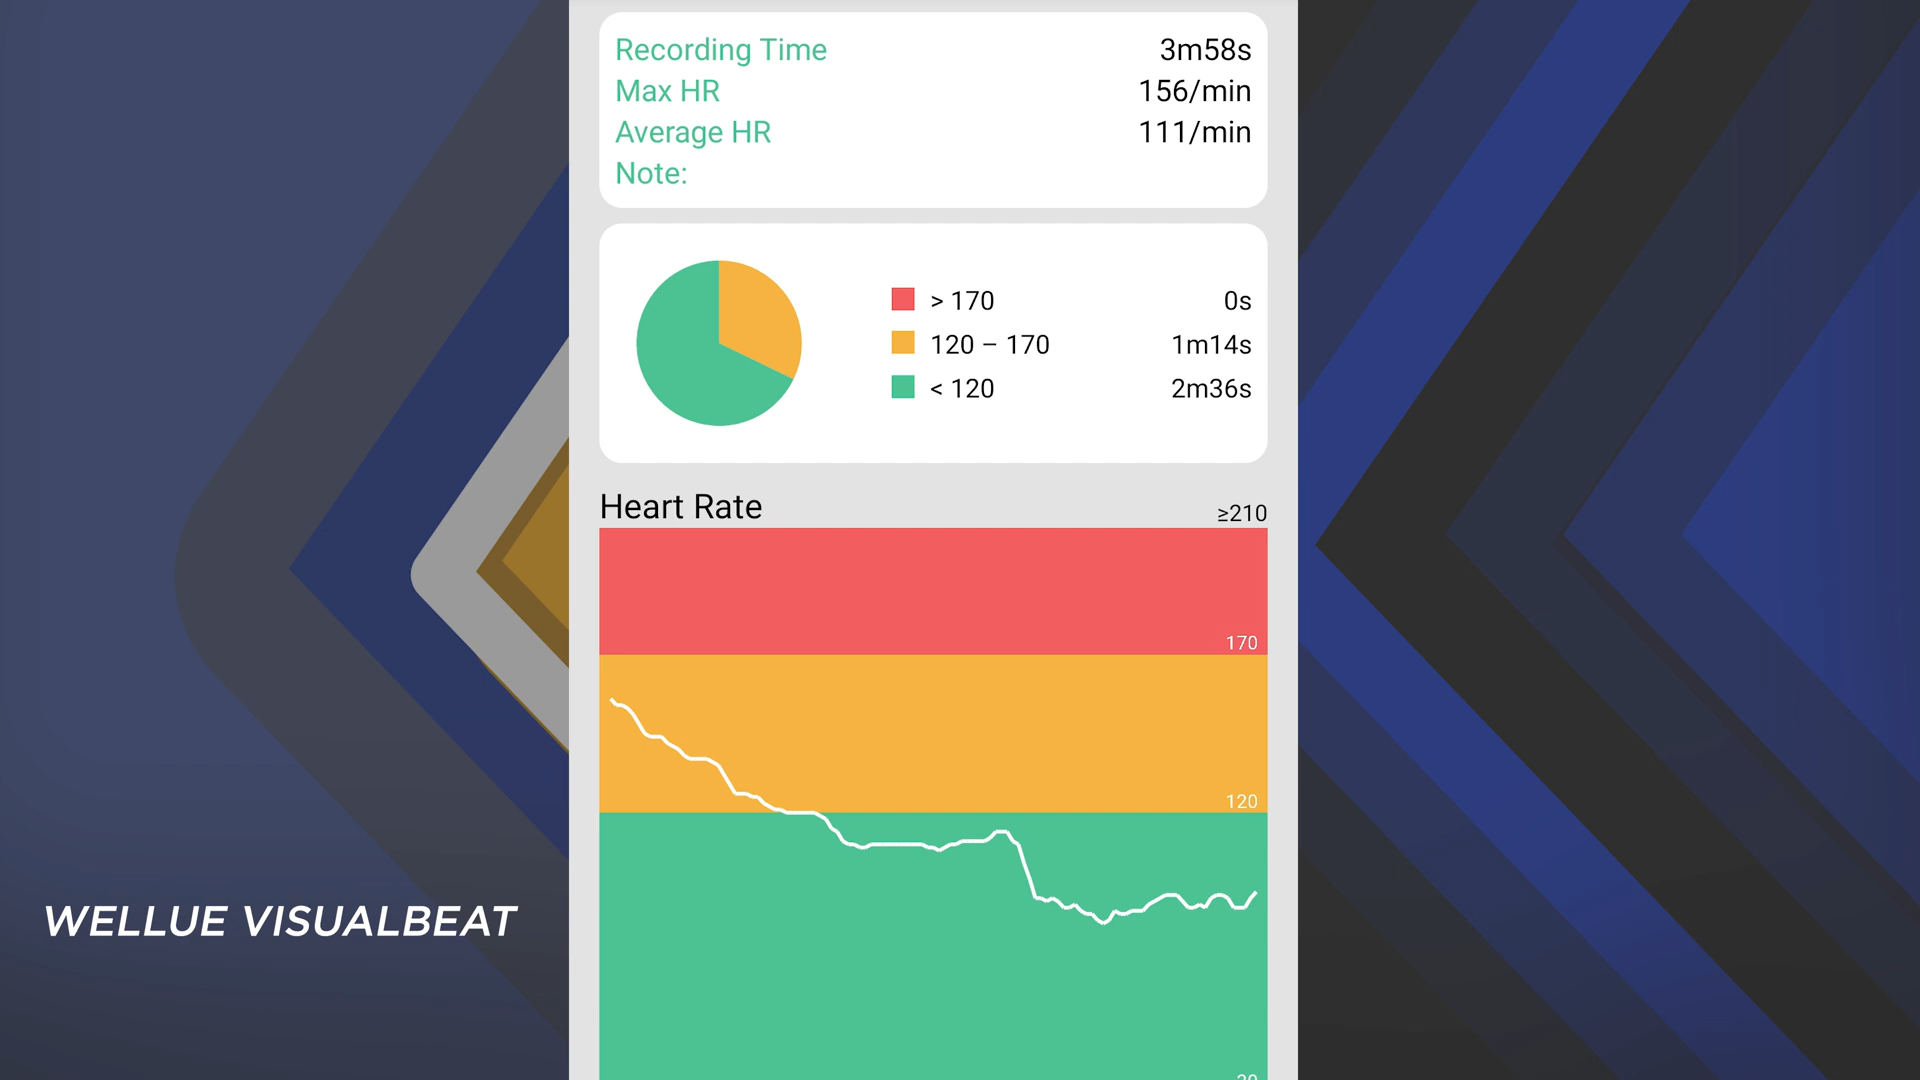 Recording Time 3m58s
Max HR 156/min
Average HR 111/min
Note:
> 170 0s
120 – 170 1m14s
< 120 2m36s
Heart Rate ≥210
170
120
WELLUE VISUALBEAT